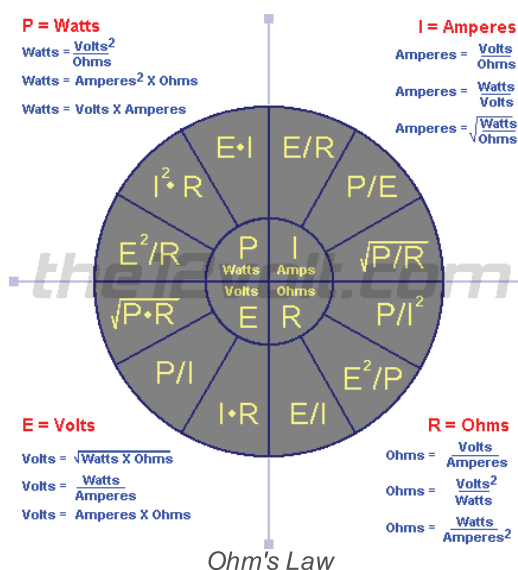 P = Watts
Watts = Volts²
Ohms
Watts = Amperes² X Ohms
Watts = Volts X Amperes
I = Amperes
Amperes = Volts
Ohms
Amperes = Watts
Volts
Amperes = √Watts
Ohms
E•I E/R
I²•R P/E
E²/R √P/R
P I
Watts Amps
the12volt.com
Volts Ohms
E R
√P•R P/I²
P/I E²/P
I•R E/I
E = Volts
Volts = √Watts X Ohms
Volts = Watts
Amperes
Volts = Amperes X Ohms
R = Ohms
Ohms = Volts
Amperes
Ohms = Volts²
Watts
Ohms = Watts
Amperes²
Ohm's Law